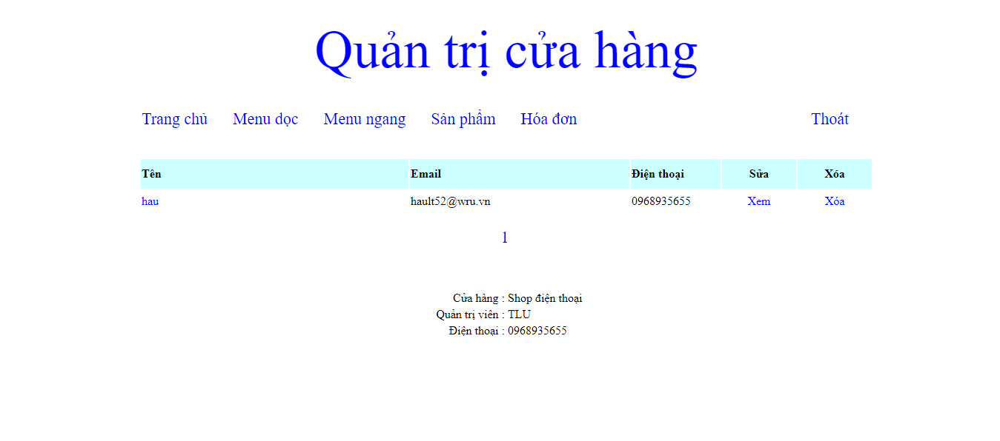 Quản trị cửa hàng
Trang chủ Menu dọc Menu ngang Sản phẩm Hóa đơn Thoát
Tên Email Điện thoại Sửa Xóa
hau hault52@wru.vn 0968935655 Xem Xóa
1
Cửa hàng : Shop điện thoại
Quản trị viên : TLU
Điện thoại : 0968935655